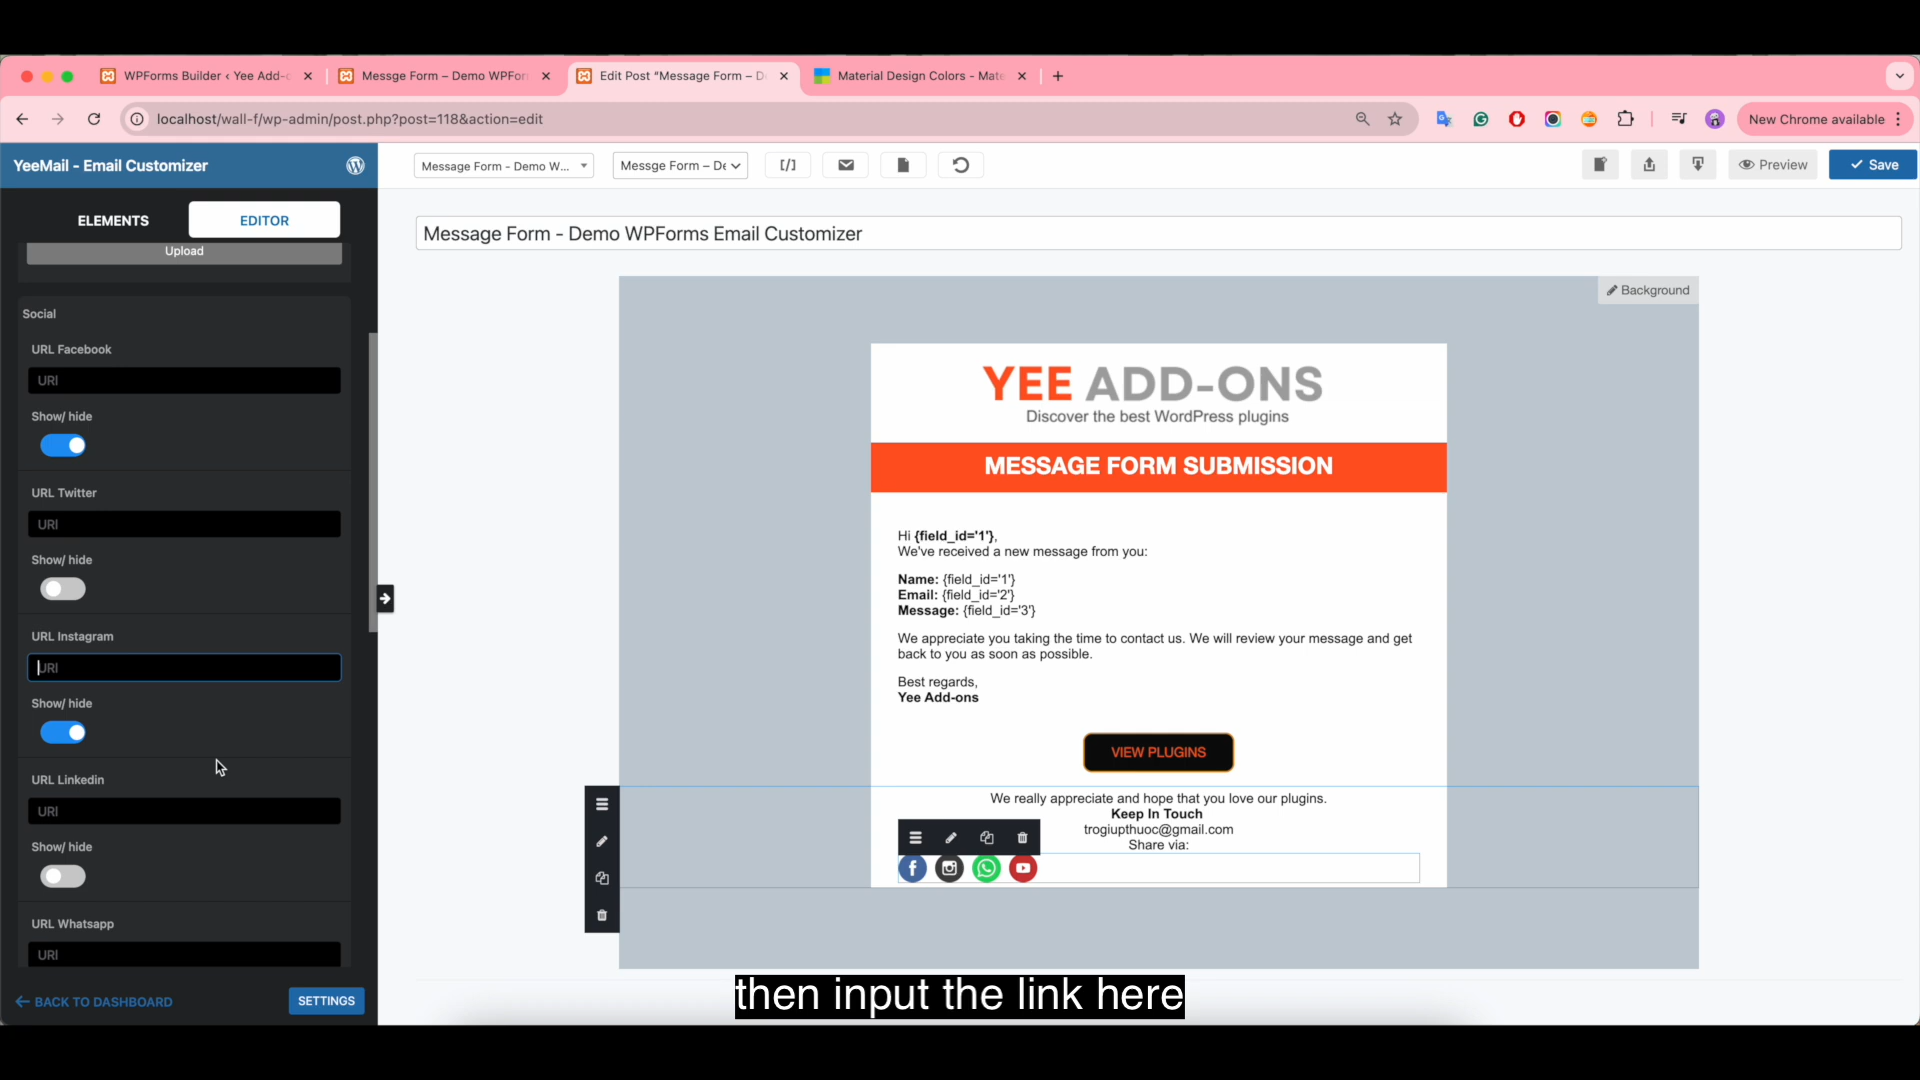 WPForms Builder ‹ Yee Add-o
Messge Form – Demo WPFor
Edit Post "Message Form – D
Material Design Colors - Mate
localhost/wall-f/wp-admin/post.php?post=118&action=edit
New Chrome available
YeeMail - Email Customizer
Message Form - Demo W...
Messge Form – De
[/]
Preview
Save
ELEMENTS
EDITOR
Upload
Message Form - Demo WPForms Email Customizer
Background
Social
URL Facebook
URl
Show/ hide
URL Twitter
URl
Show/ hide
URL Instagram
URl
Show/ hide
URL Linkedin
URl
Show/ hide
URL Whatsapp
URl
BACK TO DASHBOARD
SETTINGS
YEE ADD-ONS
Discover the best WordPress plugins
MESSAGE FORM SUBMISSION
Hi {field_id='1'},
We've received a new message from you:
Name: {field_id='1'}
Email: {field_id='2'}
Message: {field_id='3'}
We appreciate you taking the time to contact us. We will review your message and get
back to you as soon as possible.
Best regards,
Yee Add-ons
VIEW PLUGINS
We really appreciate and hope that you love our plugins.
Keep In Touch
trogiupthuoc@gmail.com
Share via:
then input the link here